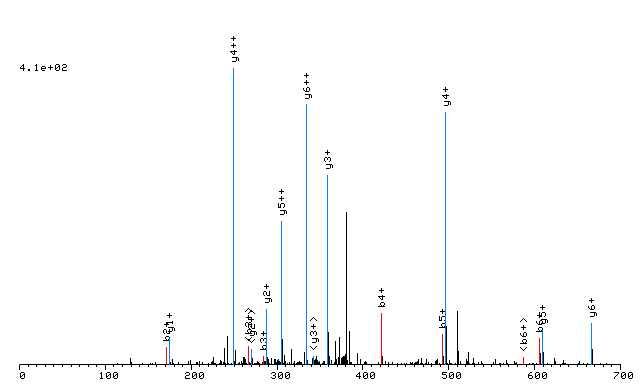 4.1e+02
y4++
y6++
y4+
y3+
y5++
y2+
b4+
y1+
b2+
b3+
<y3+>
b5+
b6+
y5+
<b6+>
y6+
0
100
200
300
400
500
600
700